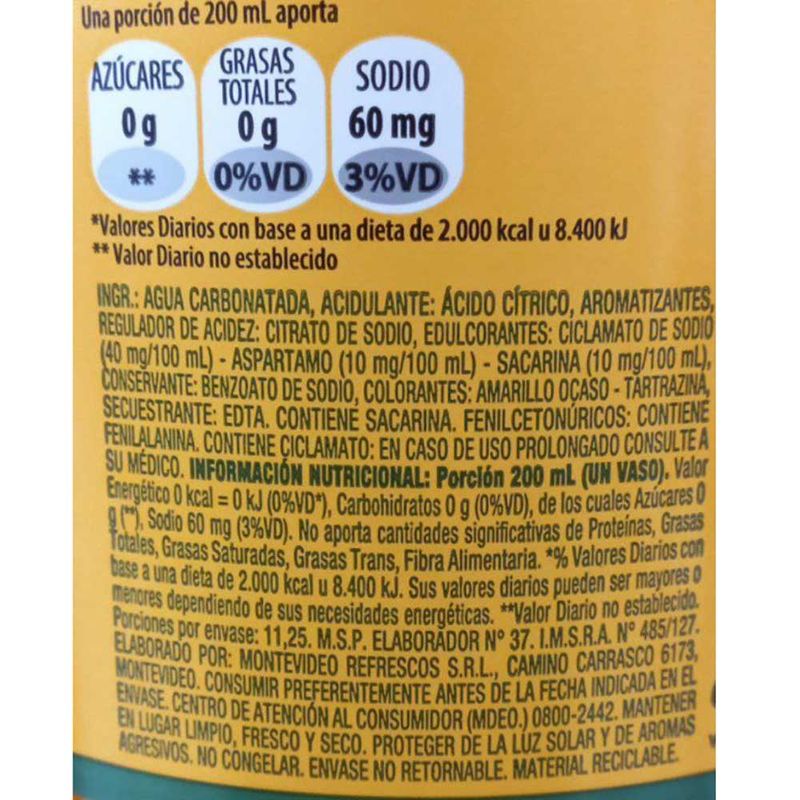 Una porción de 200 mL aporta
AZÚCARES
0 g
**
GRASAS
TOTALES
0 g
0%VD
SODIO
60 mg
3%VD
*Valores Diarios con base a una dieta de 2.000 kcal u 8.400 kJ
** Valor Diario no establecido
INGR.: AGUA CARBONATADA, ACIDULANTE: ÁCIDO CÍTRICO, AROMATIZANTES,
REGULADOR DE ACIDEZ: CITRATO DE SODIO, EDULCORANTES: CICLAMATO DE SODIO
(40 mg/100 mL) - ASPARTAMO (10 mg/100 mL) - SACARINA (10 mg/100 mL),
CONSERVANTE: BENZOATO DE SODIO, COLORANTES: AMARILLO OCASO - TARTRAZINA,
SECUESTRANTE: EDTA. CONTIENE SACARINA. FENILCETONÚRICOS: CONTIENE
FENILALANINA. CONTIENE CICLAMATO: EN CASO DE USO PROLONGADO CONSULTE A
SU MÉDICO. INFORMACIÓN NUTRICIONAL: Porción 200 mL (UN VASO). Valor
Energético 0 kcal = 0 kJ (0%VD*), Carbohidratos 0 g (0%VD), de los cuales Azúcares 0
g (**), Sodio 60 mg (3%VD). No aporta cantidades significativas de Proteínas, Grasas
Totales, Grasas Saturadas, Grasas Trans, Fibra Alimentaria. *% Valores Diarios con
base a una dieta de 2.000 kcal u 8.400 kJ. Sus valores diarios pueden ser mayores o
menores dependiendo de sus necesidades energéticas. **Valor Diario no establecido.
Porciones por envase: 11,25. M.S.P. ELABORADOR N° 37. I.M.S.R.A. N° 485/127.
ELABORADO POR: MONTEVIDEO REFRESCOS S.R.L., CAMINO CARRASCO 6173,
MONTEVIDEO. CONSUMIR PREFERENTEMENTE ANTES DE LA FECHA INDICADA EN EL
ENVASE. CENTRO DE ATENCIÓN AL CONSUMIDOR (MDEO.) 0800-2442. MANTENER
EN LUGAR LIMPIO, FRESCO Y SECO. PROTEGER DE LA LUZ SOLAR Y DE AROMAS
AGRESIVOS. NO CONGELAR. ENVASE NO RETORNABLE. MATERIAL RECICLABLE.